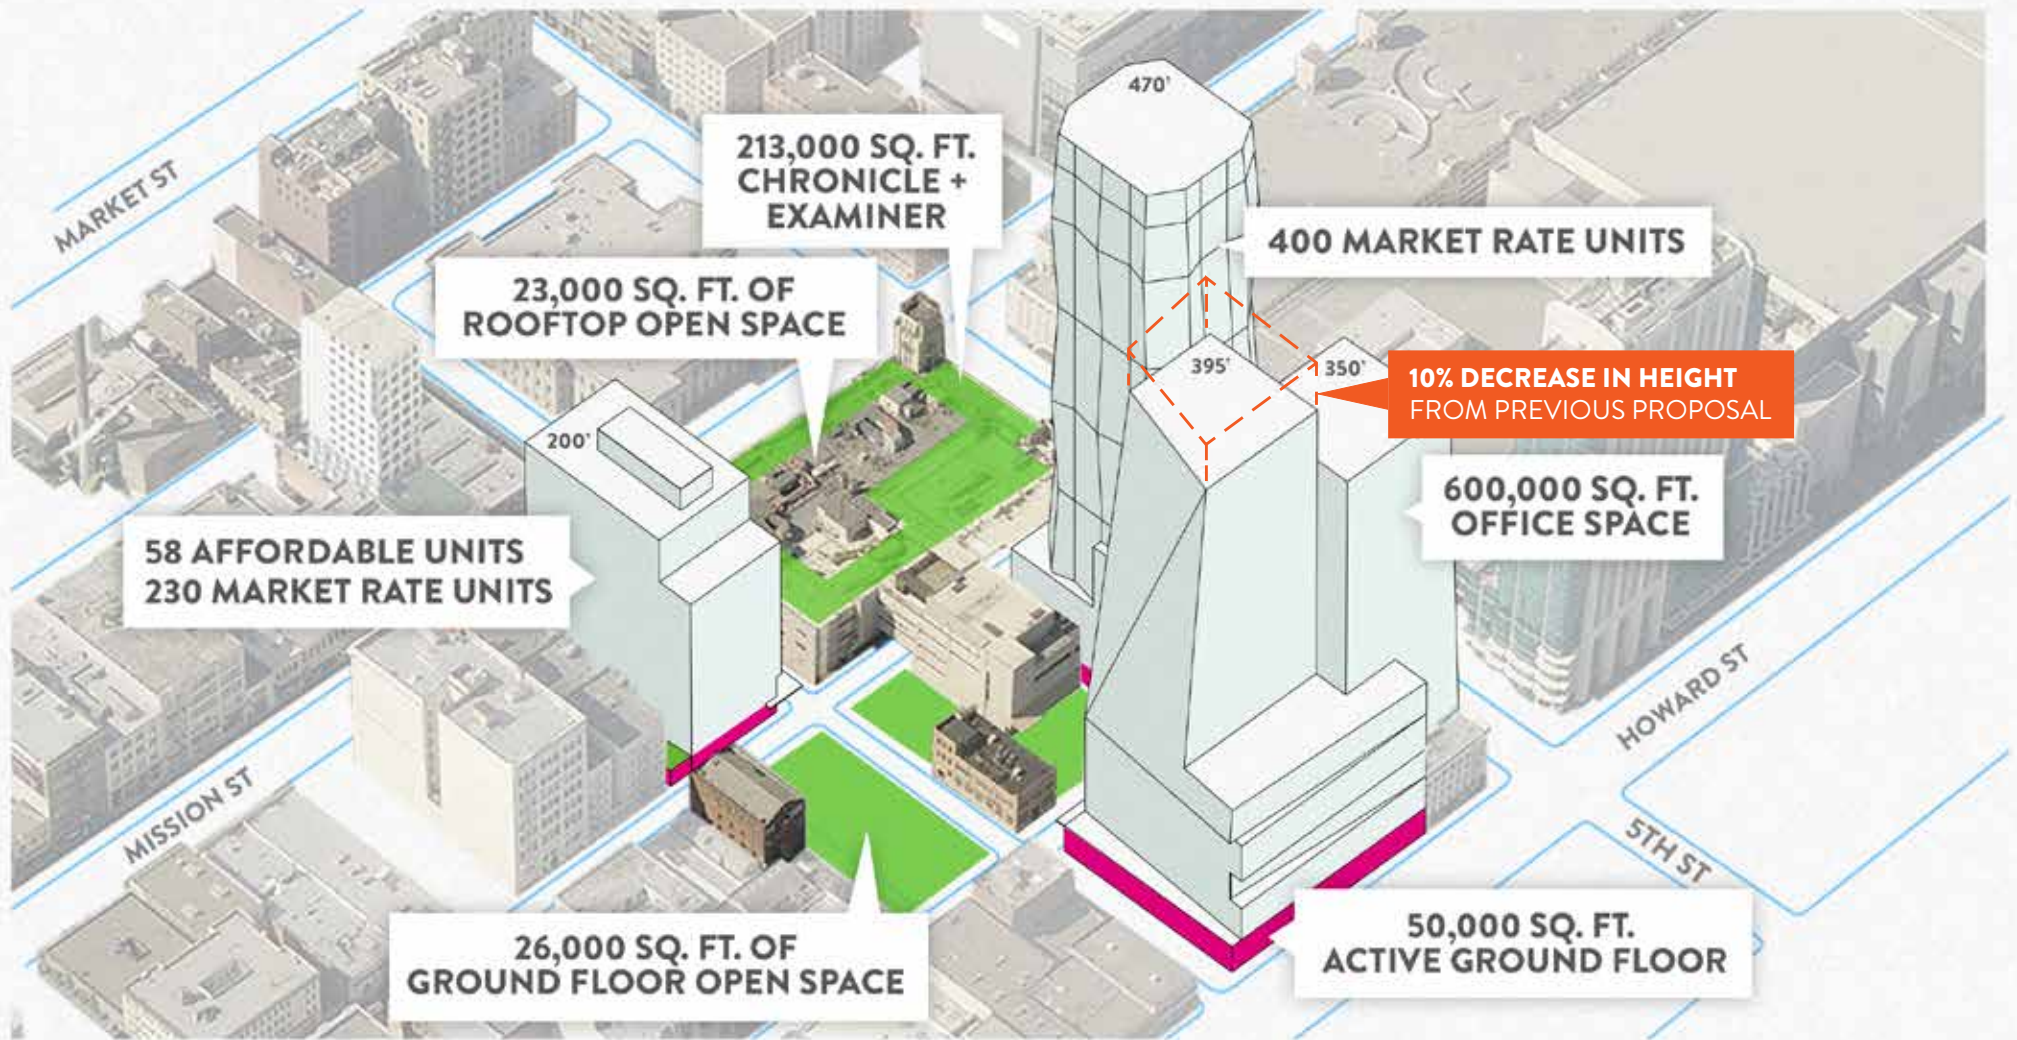 470'
213,000 SQ. FT.
CHRONICLE +
EXAMINER
MARKET ST
400 MARKET RATE UNITS
23,000 SQ. FT. OF
ROOFTOP OPEN SPACE
395'
350'
10% DECREASE IN HEIGHT
FROM PREVIOUS PROPOSAL
200'
600,000 SQ. FT.
OFFICE SPACE
58 AFFORDABLE UNITS
230 MARKET RATE UNITS
HOWARD ST
MISSION ST
5TH ST
26,000 SQ. FT. OF
GROUND FLOOR OPEN SPACE
50,000 SQ. FT.
ACTIVE GROUND FLOOR